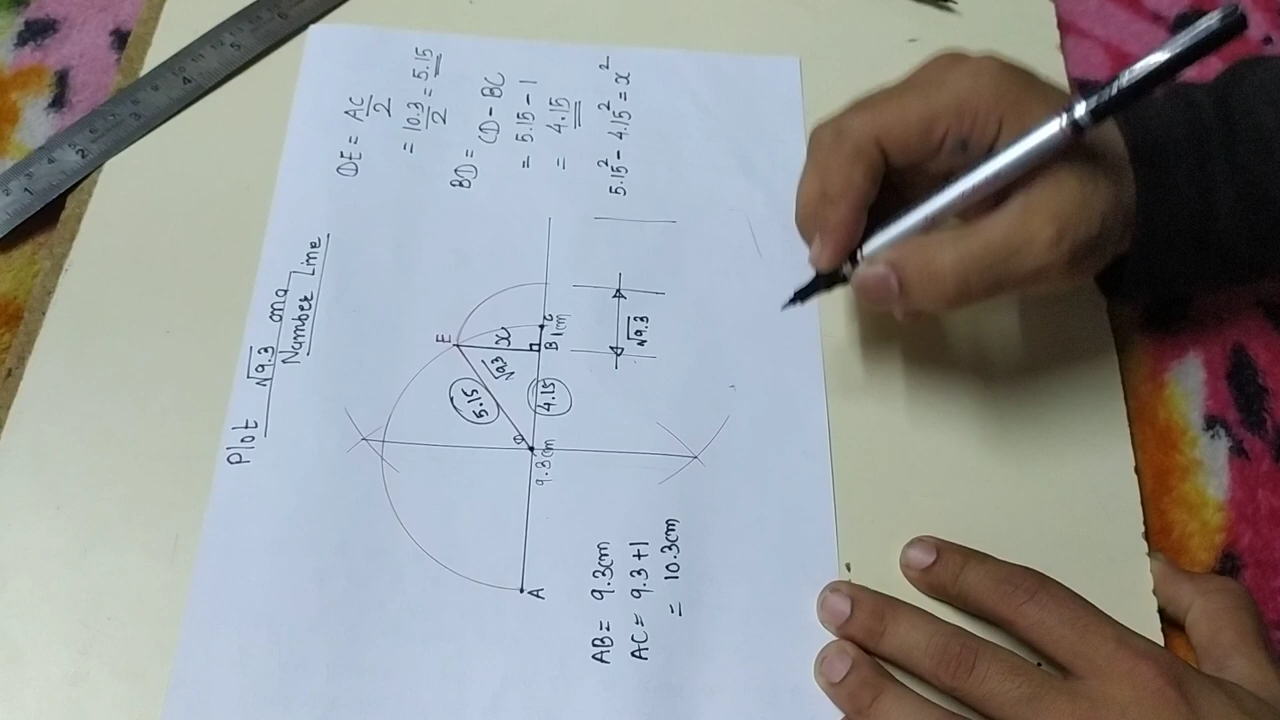 Plot √9.3 on a
Number Line
DE = AC/2
= 10.3/2 = 5.15
BD = CD - BC
= 5.15 - 1
= 4.15
5.15² - 4.15² = x²
E
5.15
√9.3
x
D
4.15
A
9.3cm
B 1cm
C
√9.3
AB = 9.3cm
AC = 9.3 + 1
= 10.3cm